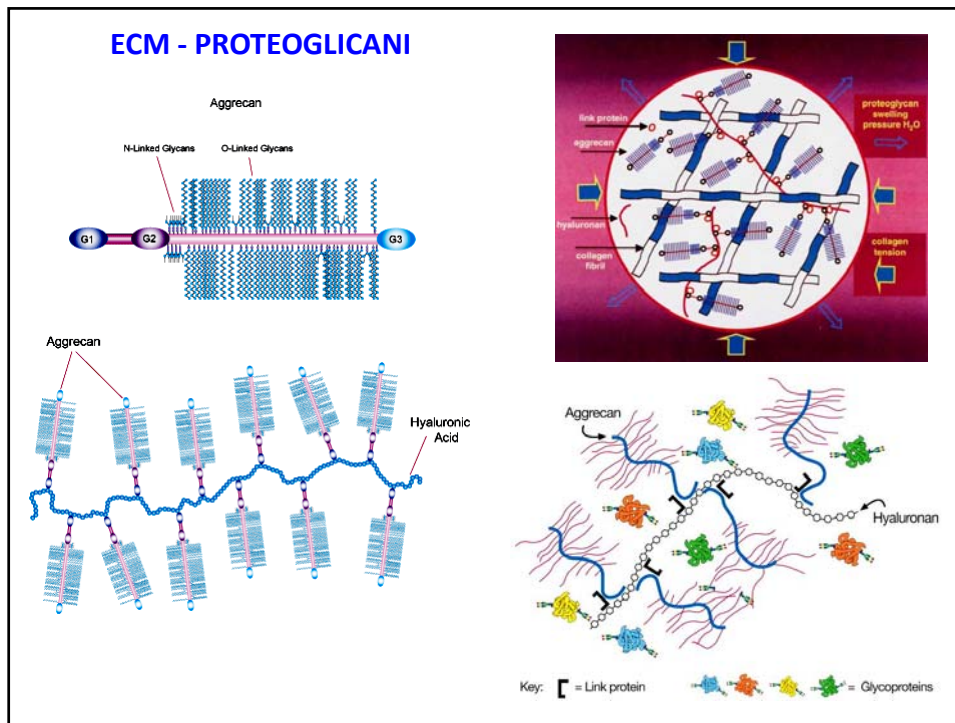 ECM - PROTEOGLICANI
Aggrecan
N-Linked Glycans
O-Linked Glycans
G1
G2
G3
Aggrecan
Hyaluronic
Acid
link protein
aggrecan
hyaluronan
collagen
fibril
proteoglycan
swelling
pressure H₂O
collagen
tension
Aggrecan
Hyaluronan
Key: = Link protein
= Glycoproteins